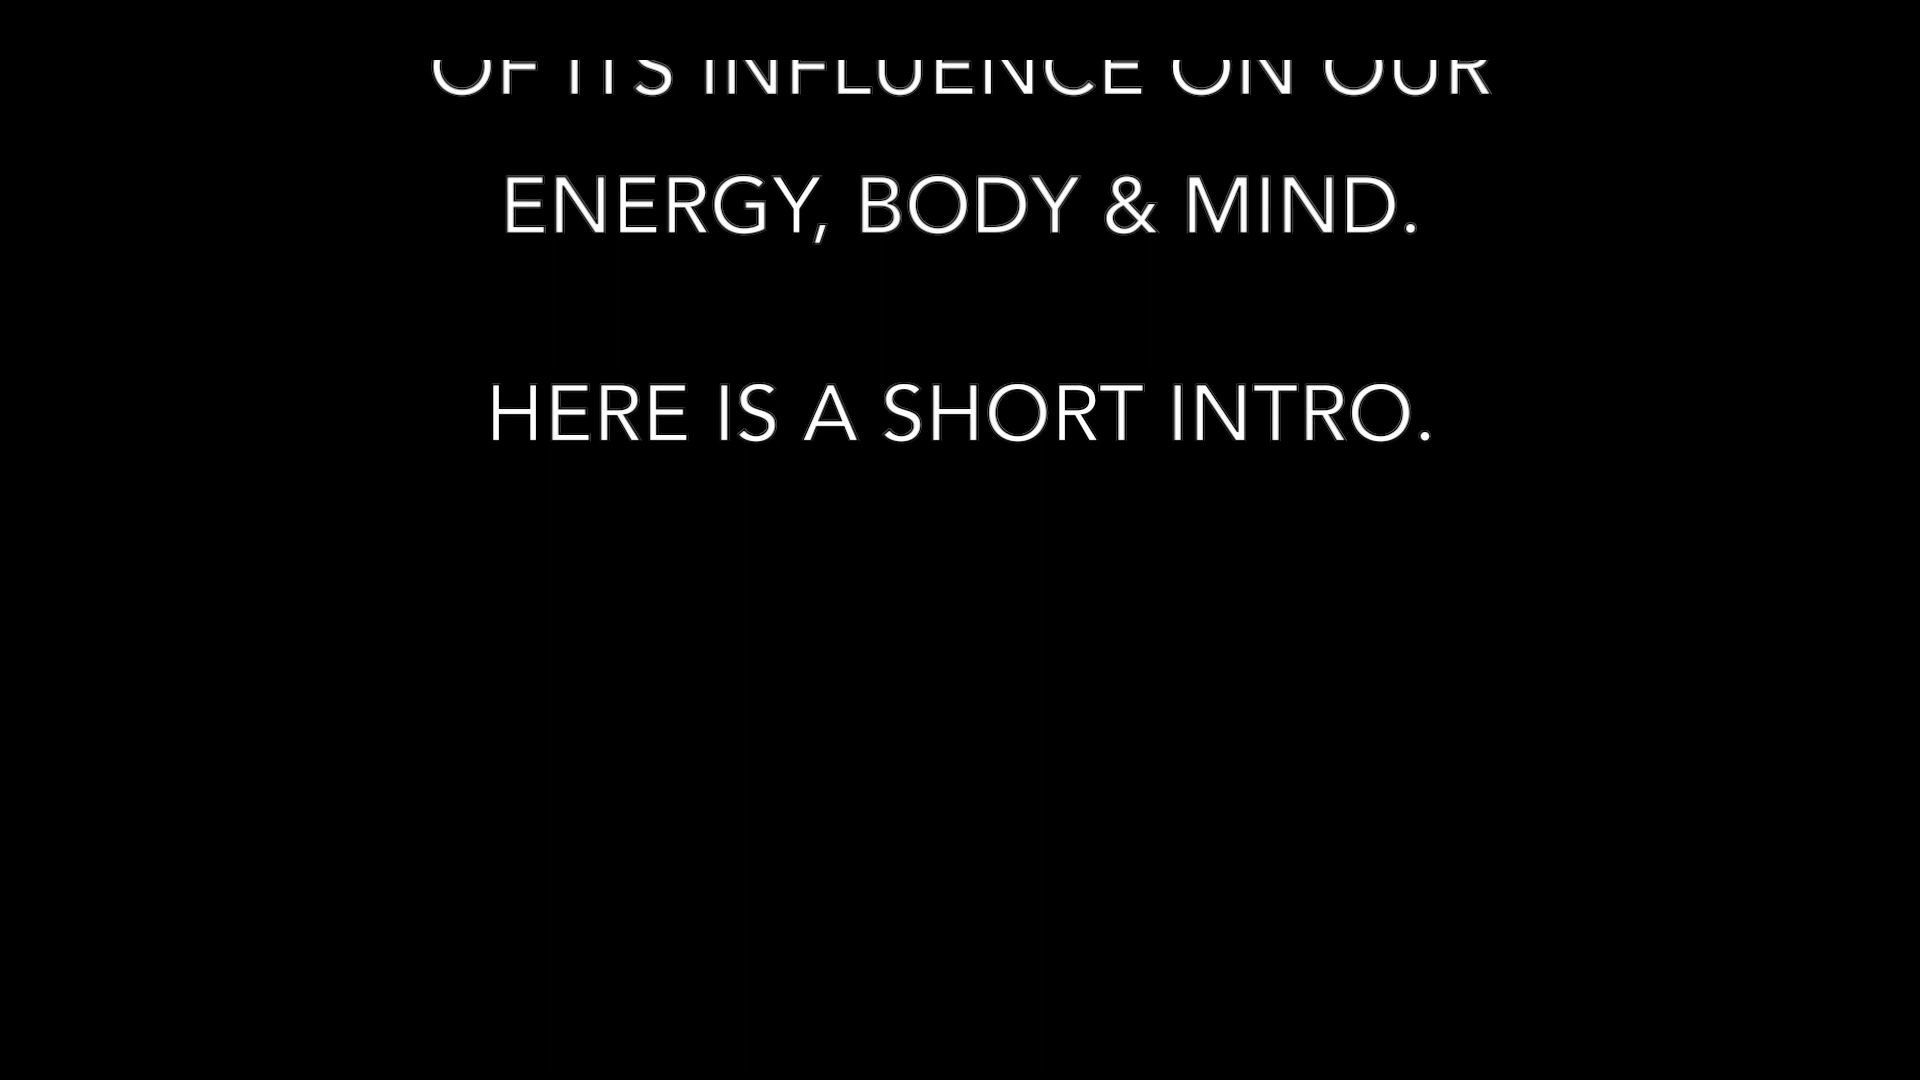 OF ITS INFLUENCE ON OUR
ENERGY, BODY & MIND.
HERE IS A SHORT INTRO.